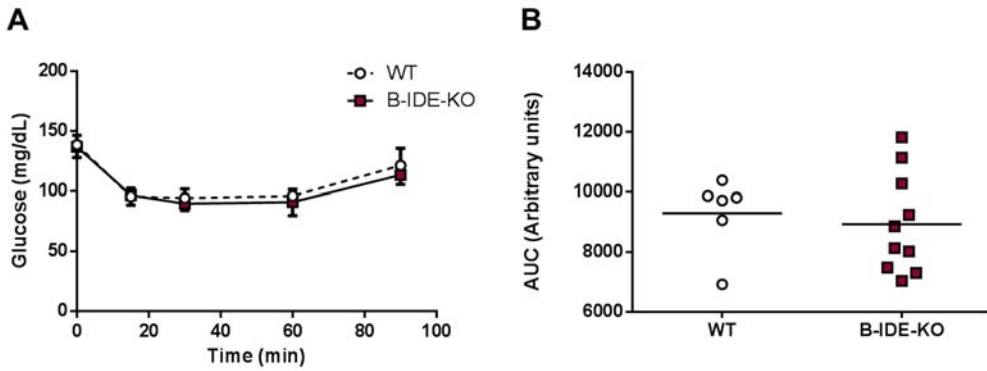 A
Glucose (mg/dL)
200
150
100
50
0
0 20 40 60 80 100
Time (min)
WT
B-IDE-KO
B
AUC (Arbitrary units)
14000
12000
10000
8000
6000
WT B-IDE-KO